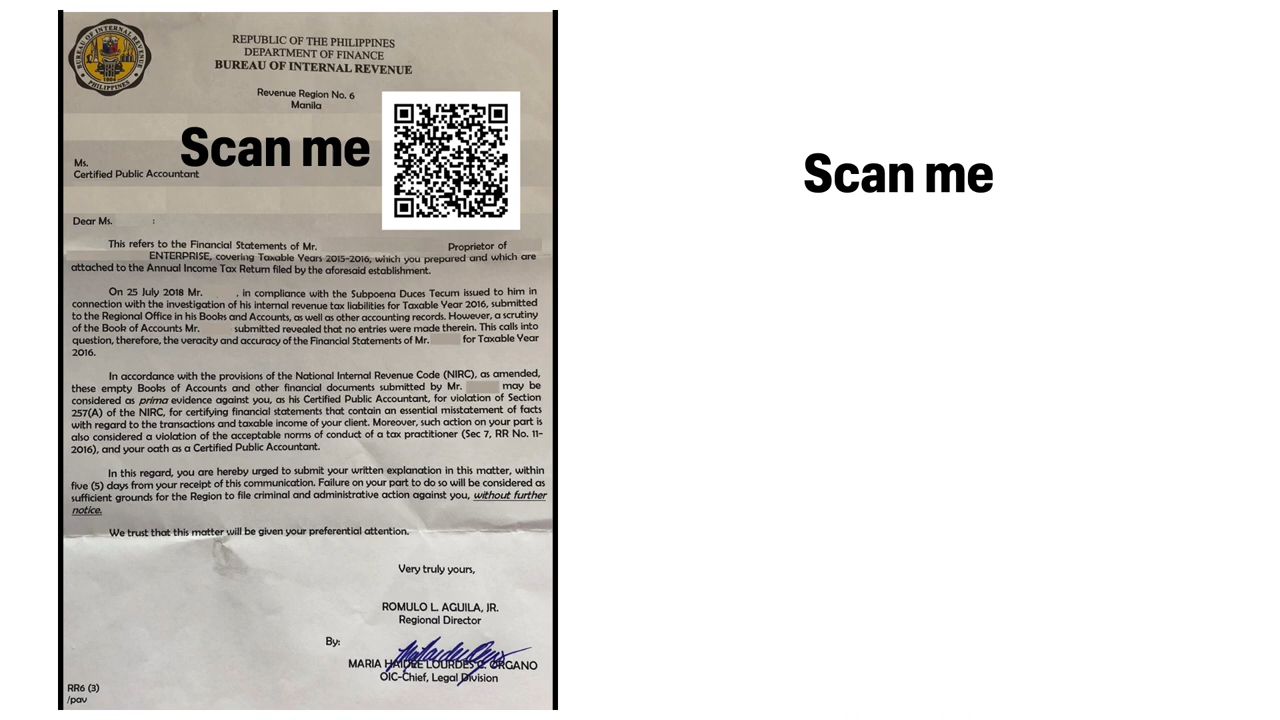 REPUBLIC OF THE PHILIPPINES
DEPARTMENT OF FINANCE
BUREAU OF INTERNAL REVENUE
BUREAU OF INTERNAL REVENUE
1904
PHILIPPINES
Revenue Region No. 6
Manila
Scan me
Scan me
Ms.
Certified Public Accountant
Dear Ms. :
This refers to the Financial Statements of Mr. Proprietor of
ENTERPRISE, covering Taxable Years 2015-2016, which you prepared and which are
attached to the Annual Income Tax Return filed by the aforesaid establishment.
On 25 July 2018 Mr. , in compliance with the Subpoena Duces Tecum issued to him in
connection with the investigation of his internal revenue tax liabilities for Taxable Year 2016, submitted
to the Regional Office in his Books and Accounts, as well as other accounting records. However, a scrutiny
of the Book of Accounts Mr. submitted revealed that no entries were made therein. This calls into
question, therefore, the veracity and accuracy of the Financial Statements of Mr. for Taxable Year
2016.
In accordance with the provisions of the National Internal Revenue Code (NIRC), as amended,
these empty Books of Accounts and other financial documents submitted by Mr. may be
considered as prima evidence against you, as his Certified Public Accountant, for violation of Section
257(A) of the NIRC, for certifying financial statements that contain an essential misstatement of facts
with regard to the transactions and taxable income of your client. Moreover, such action on your part is
also considered a violation of the acceptable norms of conduct of a tax practitioner (Sec 7, RR No. 11-
2016), and your oath as a Certified Public Accountant.
In this regard, you are hereby urged to submit your written explanation in this matter, within
five (5) days from your receipt of this communication. Failure on your part to do so will be considered as
sufficient grounds for the Region to file criminal and administrative action against you, without further
notice.
We trust that this matter will be given your preferential attention.
Very truly yours,
ROMULO L. AGUILA, JR.
Regional Director
By:
MARIA HAIDEE LOURDES C. ORGANO
OIC-Chief, Legal Division
RR6 (3)
/pav